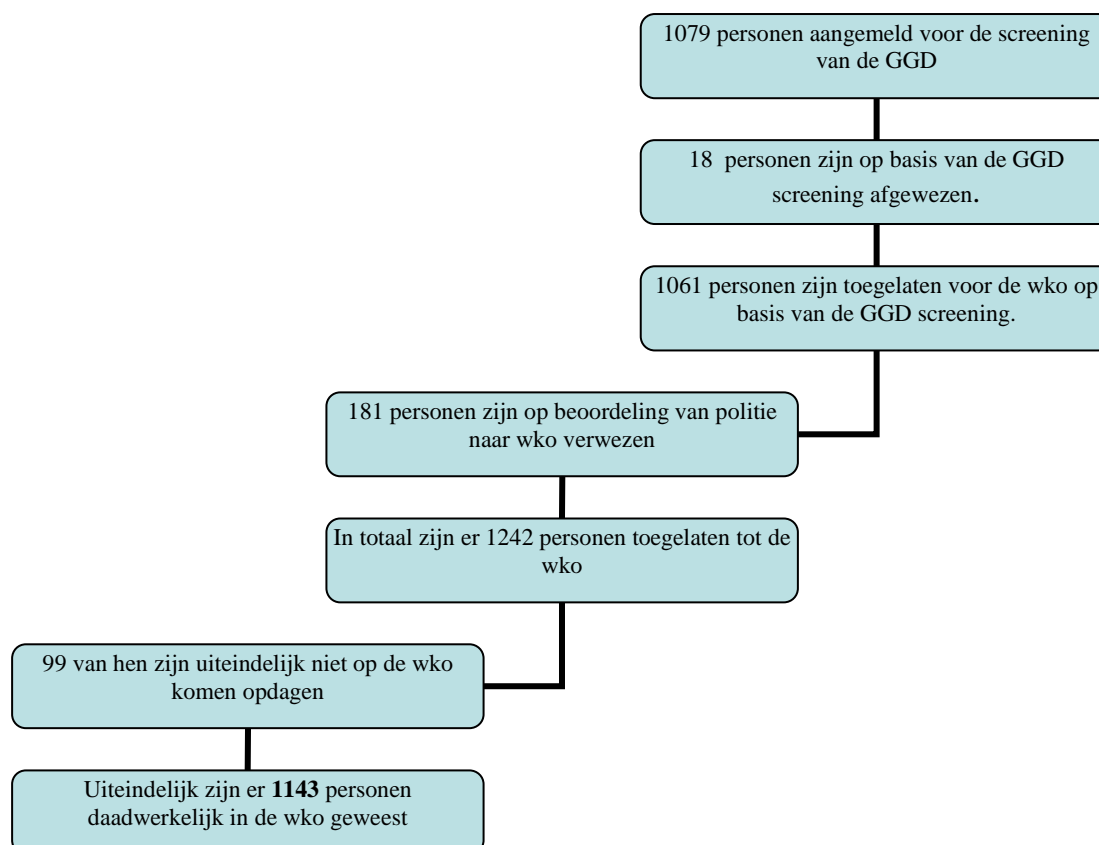 1079 personen aangemeld voor de screening
van de GGD
18 personen zijn op basis van de GGD
screening afgewezen.
1061 personen zijn toegelaten voor de wko op
basis van de GGD screening.
181 personen zijn op beoordeling van politie
naar wko verwezen
In totaal zijn er 1242 personen toegelaten tot de
wko
99 van hen zijn uiteindelijk niet op de wko
komen opdagen
Uiteindelijk zijn er 1143 personen
daadwerkelijk in de wko geweest